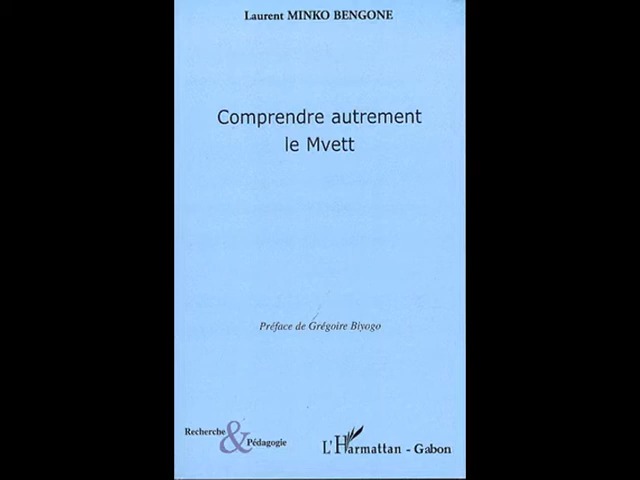 Laurent MINKO BENGONE
Comprendre autrement
le Mvett
Préface de Grégoire Biyogo
Recherche & Pédagogie
L'Harmattan - Gabon